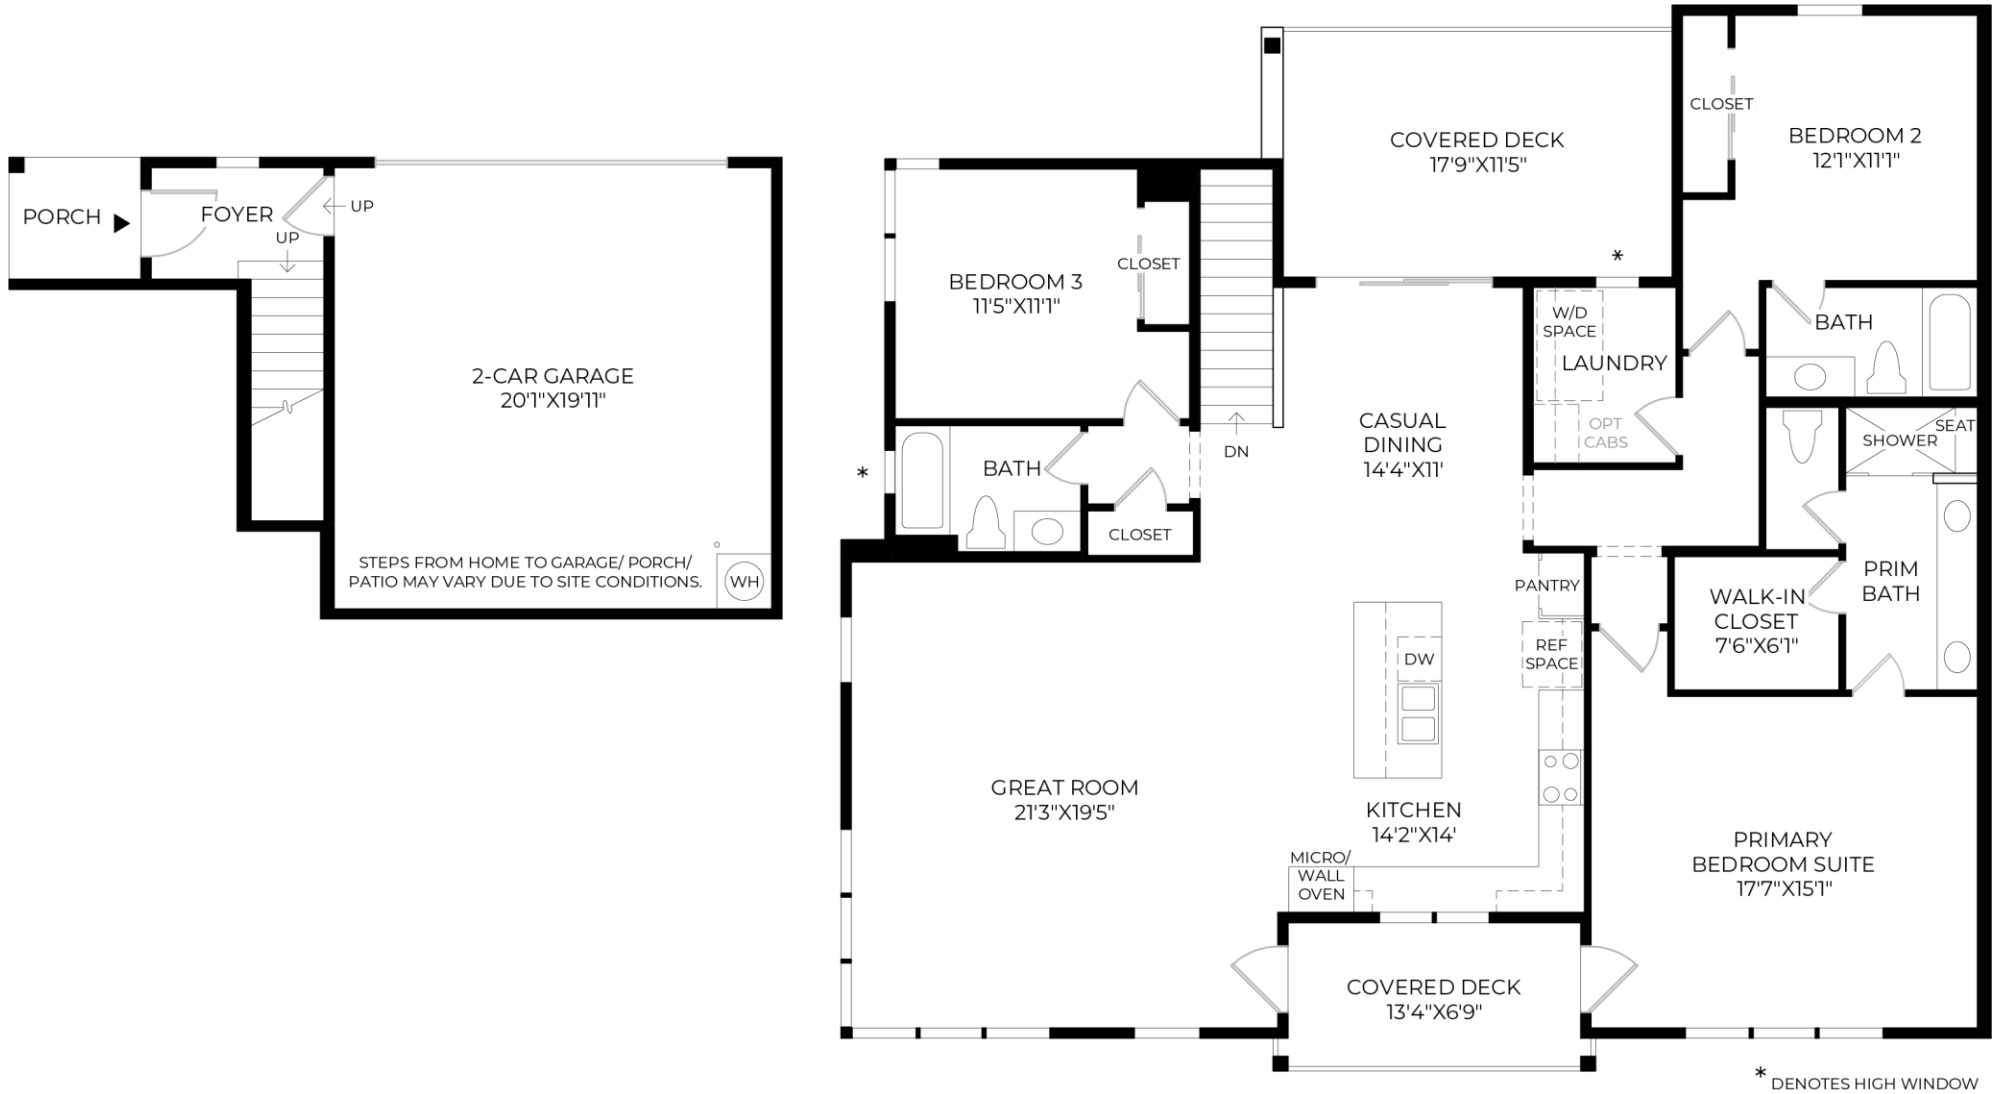 PORCH
FOYER
UP
UP
2-CAR GARAGE
20'1"X19'11"
STEPS FROM HOME TO GARAGE/ PORCH/
PATIO MAY VARY DUE TO SITE CONDITIONS.
WH
COVERED DECK
17'9"X11'5"
*
CLOSET
BEDROOM 2
12'1"X11'1"
BEDROOM 3
11'5"X11'1"
CLOSET
W/D
SPACE
LAUNDRY
OPT
CABS
BATH
CASUAL
DINING
14'4"X11'
DN
*
BATH
CLOSET
SHOWER
SEAT
PANTRY
REF
SPACE
DW
WALK-IN
CLOSET
7'6"X6'1"
PRIM
BATH
GREAT ROOM
21'3"X19'5"
KITCHEN
14'2"X14'
MICRO/
WALL
OVEN
PRIMARY
BEDROOM SUITE
17'7"X15'1"
COVERED DECK
13'4"X6'9"
* DENOTES HIGH WINDOW